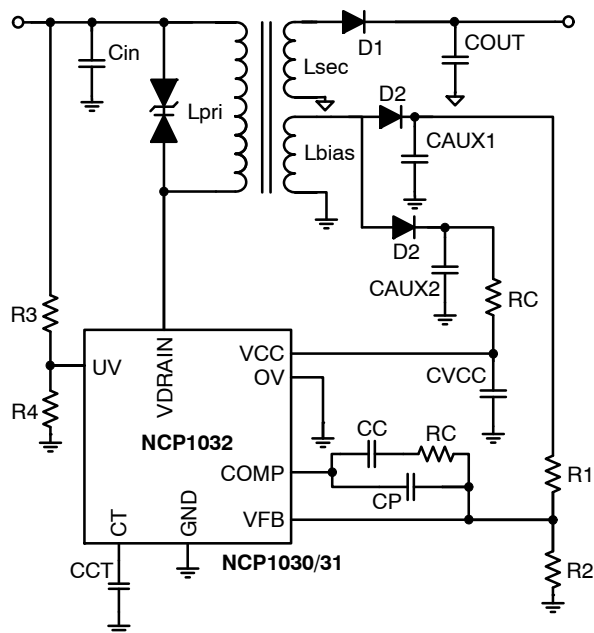 Cin
Lpri
Lsec
D1
COUT
D2
CAUX1
Lbias
D2
CAUX2
RC
R3
UV
VDRAIN
VCC
OV
CVCC
R4
NCP1032
CC
RC
COMP
CP
R1
VFB
CT
GND
NCP1030/31
CCT
R2